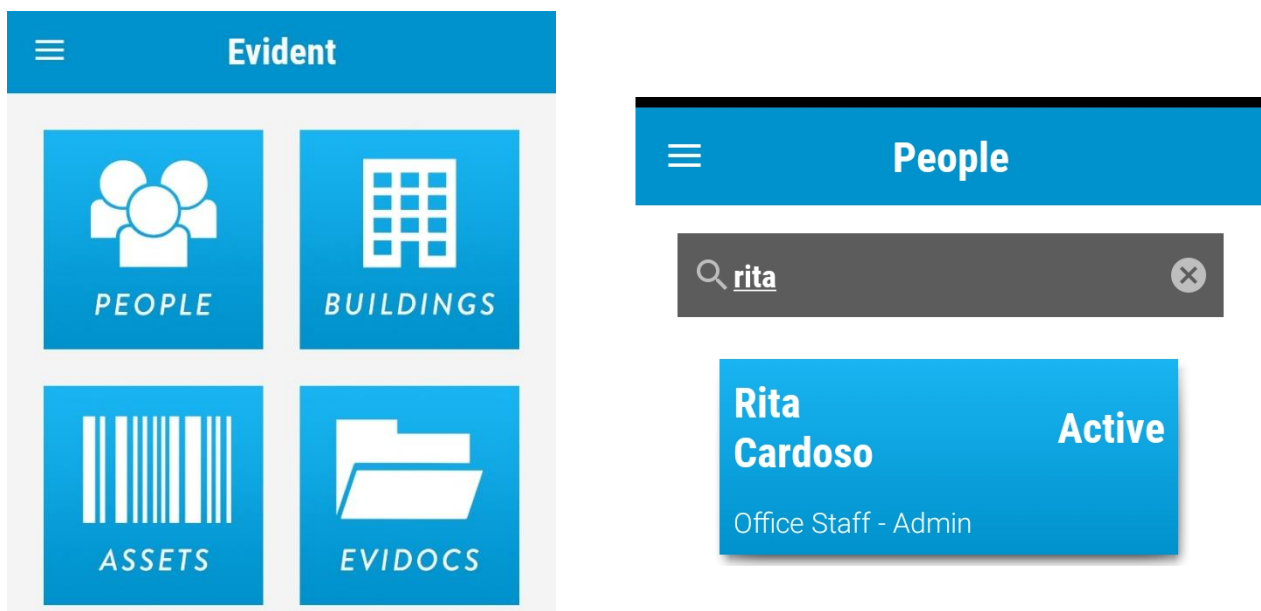 Evident
PEOPLE
BUILDINGS
ASSETS
EVIDOCS
People
rita
Rita
Cardoso
Active
Office Staff - Admin